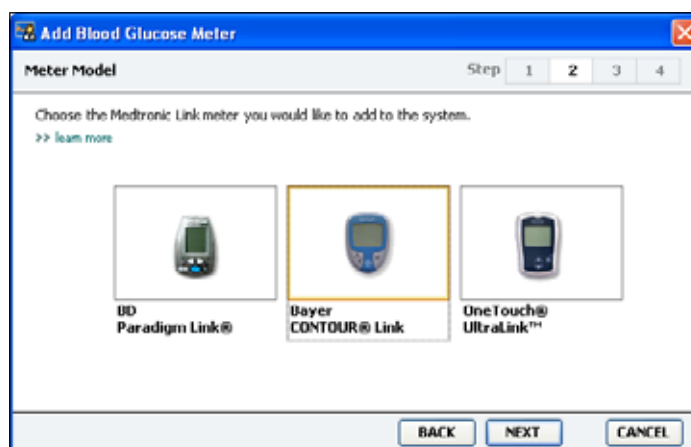 Add Blood Glucose Meter
Meter Model Step 1 2 3 4
Choose the Medtronic Link meter you would like to add to the system.
>> learn more
BD
Paradigm Link®
Bayer
CONTOUR® Link
OneTouch®
UltraLink™
BACK NEXT CANCEL